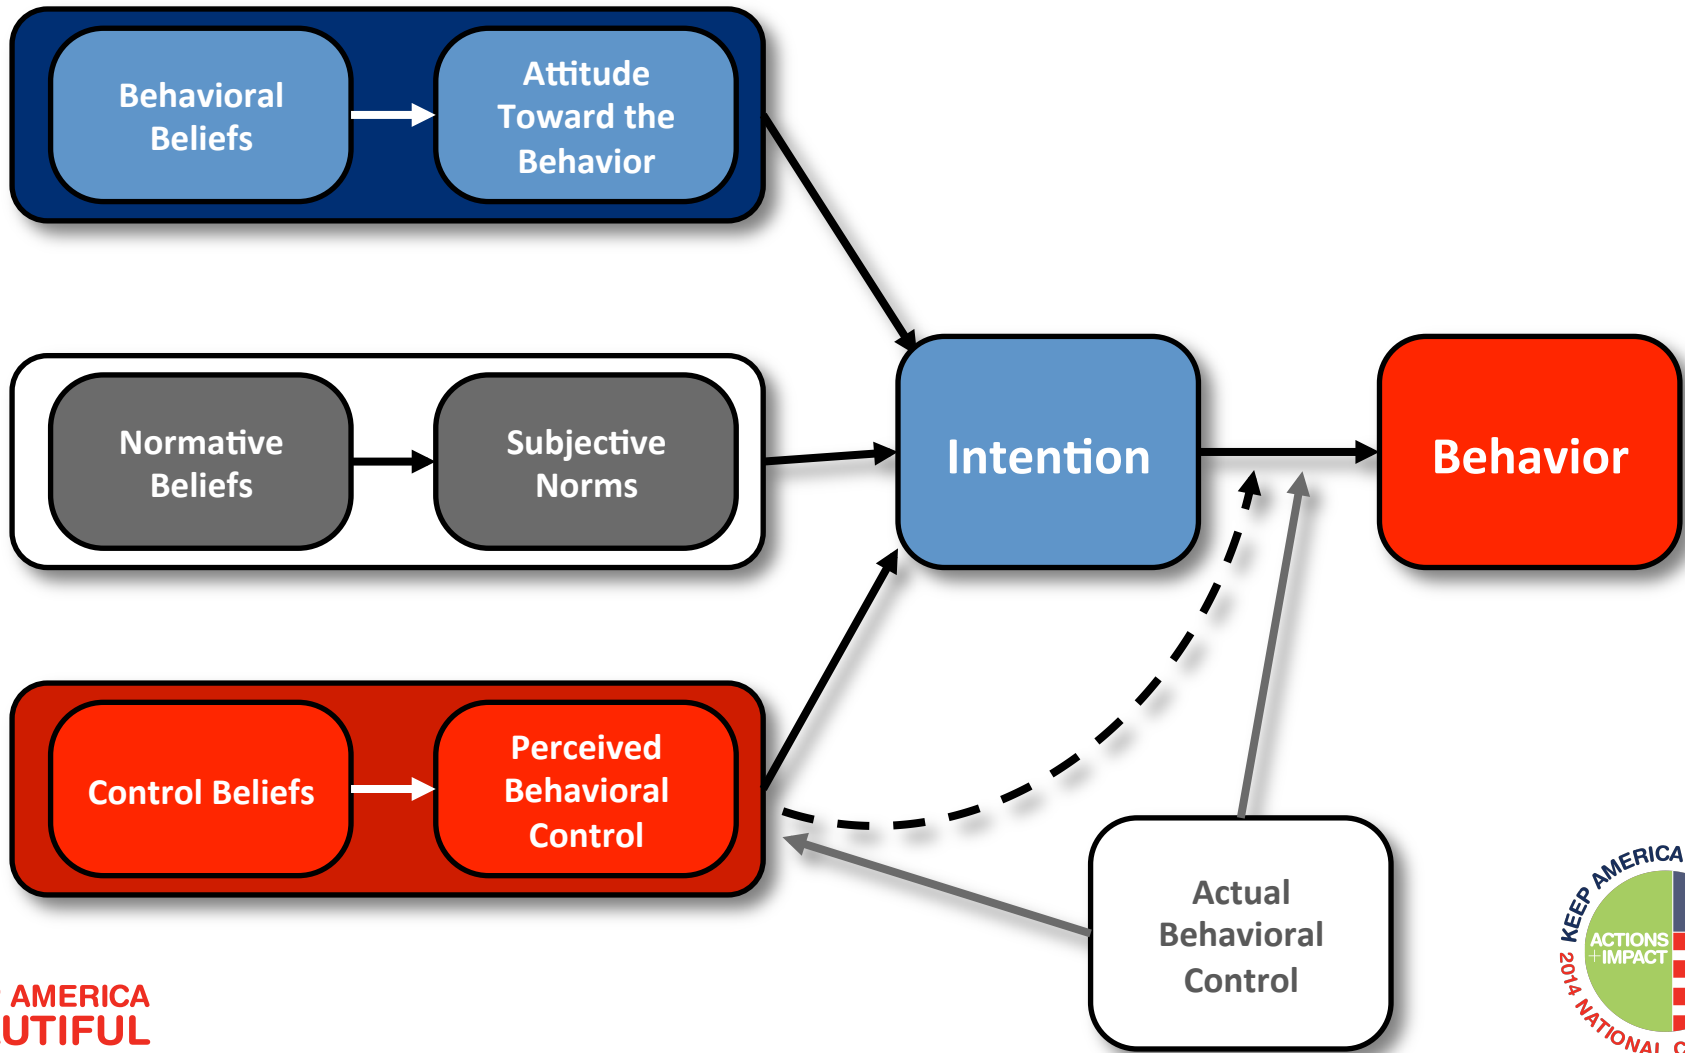 Behavioral
Beliefs
Attitude
Toward the
Behavior
Normative
Beliefs
Subjective
Norms
Intention
Behavior
Control Beliefs
Perceived
Behavioral
Control
Actual
Behavioral
Control
AMERICA
UTIFUL
KEEP AMERICA
ACTIONS
+IMPACT
2014 NATIONAL